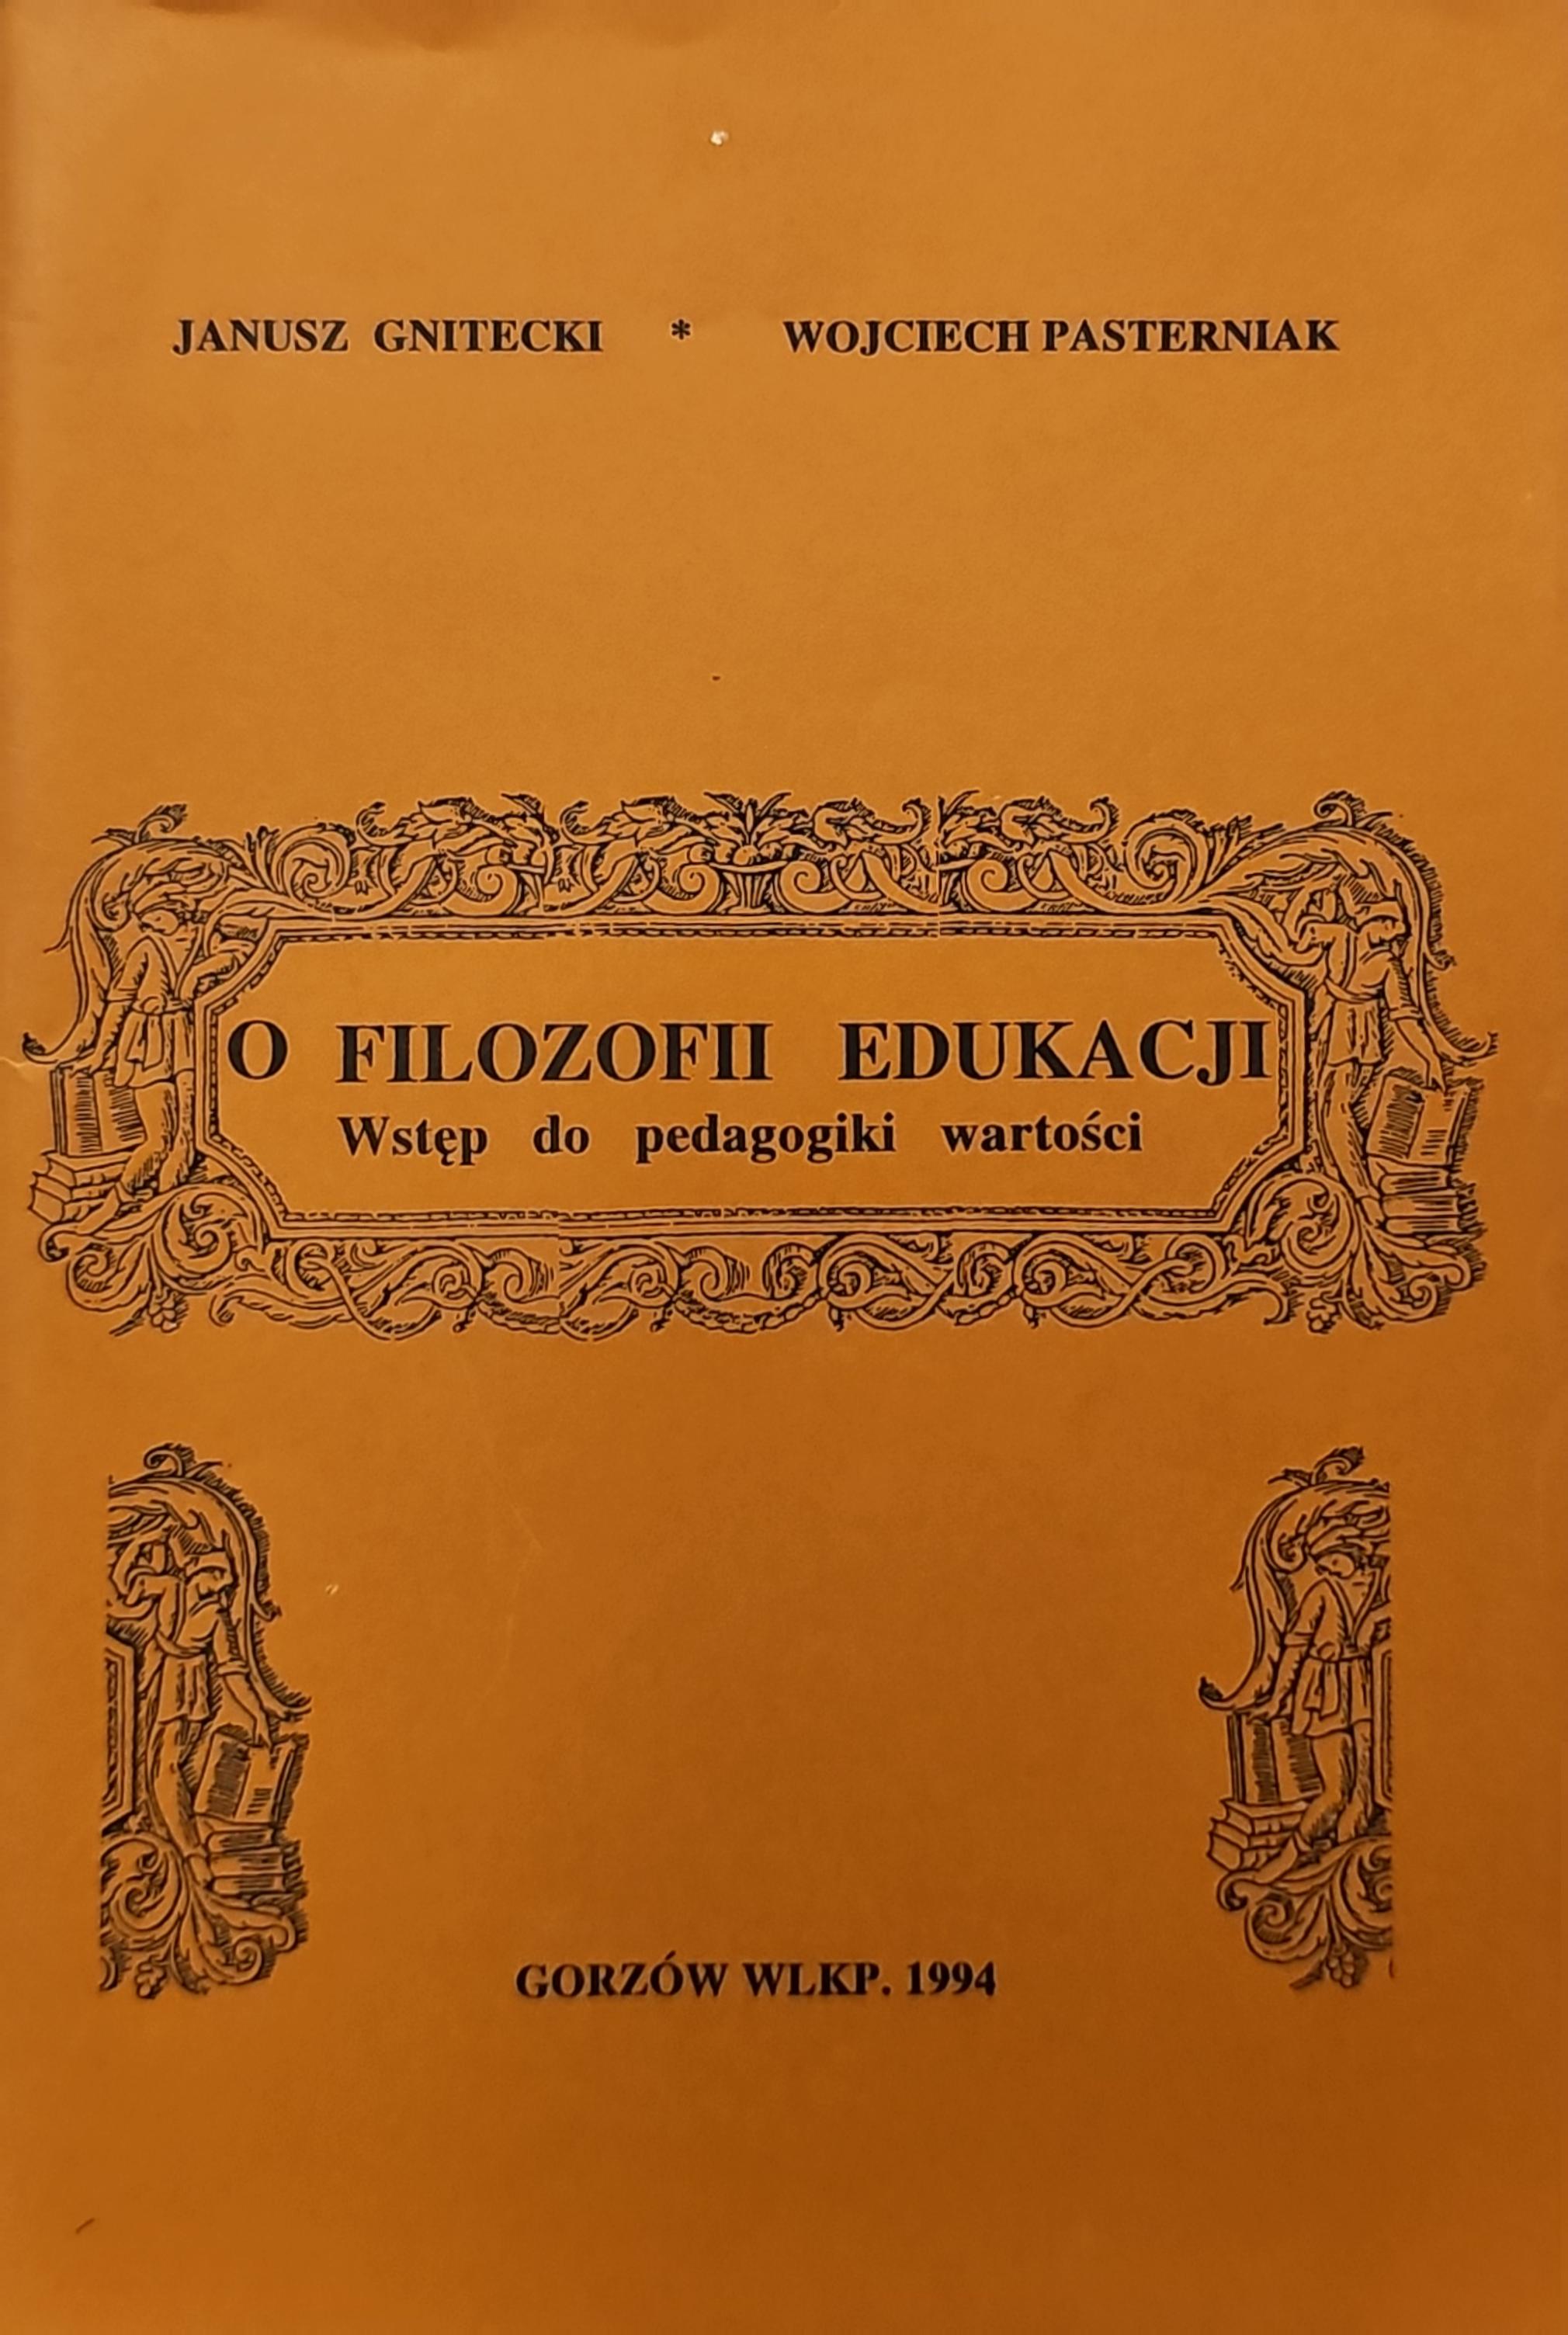 JANUSZ GNITECKI * WOJCIECH PASTERNIAK
O FILOZOFII EDUKACJI
Wstęp do pedagogiki wartości
GORZÓW WLKP. 1994